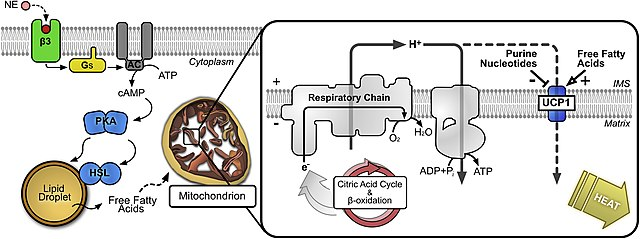 NE
β3
Gs
AC
ATP
cAMP
Cytoplasm
PKA
HSL
Lipid
Droplet
Free Fatty
Acids
Mitochondrion
H⁺
Purine
Nucleotides
Free Fatty
Acids
-
+
+
-
IMS
UCP1
Matrix
Respiratory Chain
O₂
H₂O
e⁻
ADP+Pᵢ
ATP
Citric Acid Cycle
&
β-oxidation
HEAT